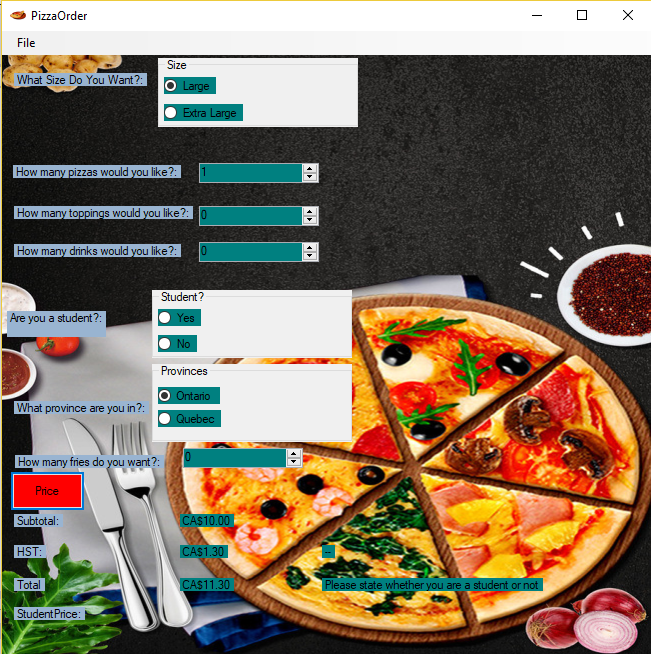 PizzaOrder
File
Size
What Size Do You Want?:
Large
Extra Large
How many pizzas would you like?:
1
How many toppings would you like?:
0
How many drinks would you like?:
0
Student?
Are you a student?:
Yes
No
Provinces
Ontario
What province are you in?:
Quebec
How many fries do you want?:
0
Price
Subtotal:
CA$10.00
HST:
CA$1.30
--
Total
CA$11.30
Please state whether you are a student or not
StudentPrice: